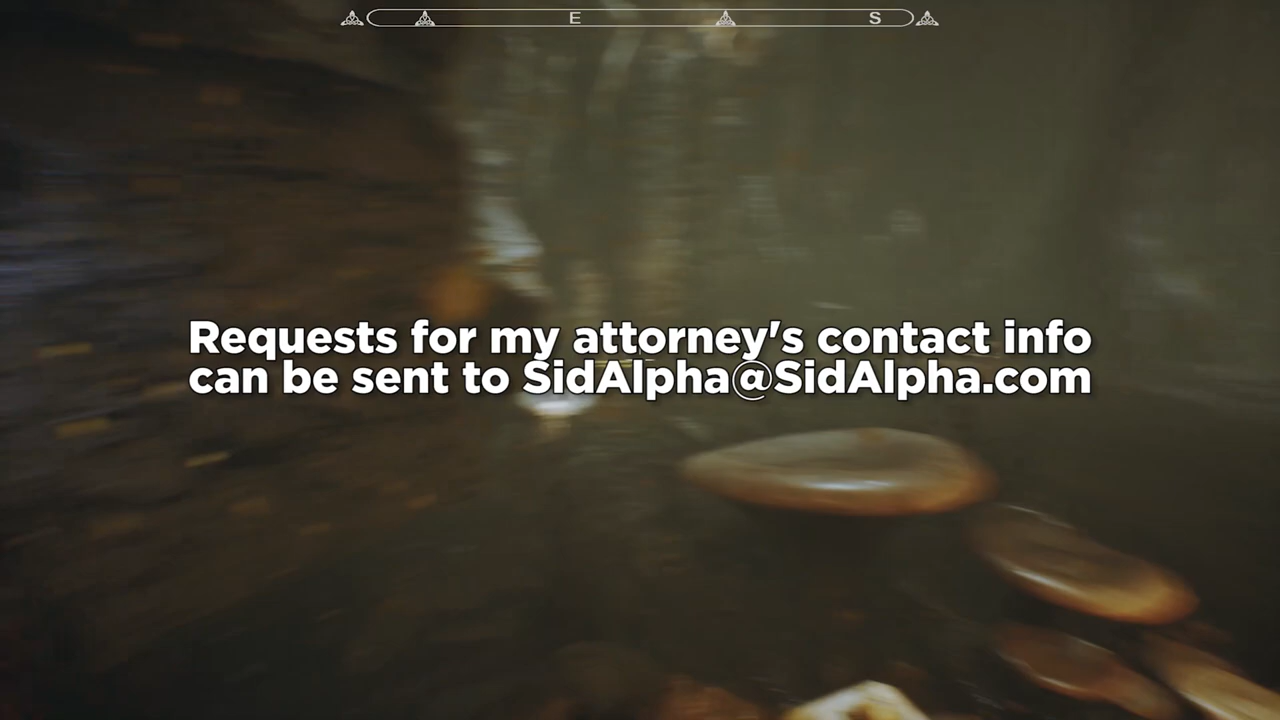 E S
Requests for my attorney's contact info
can be sent to SidAlpha@SidAlpha.com